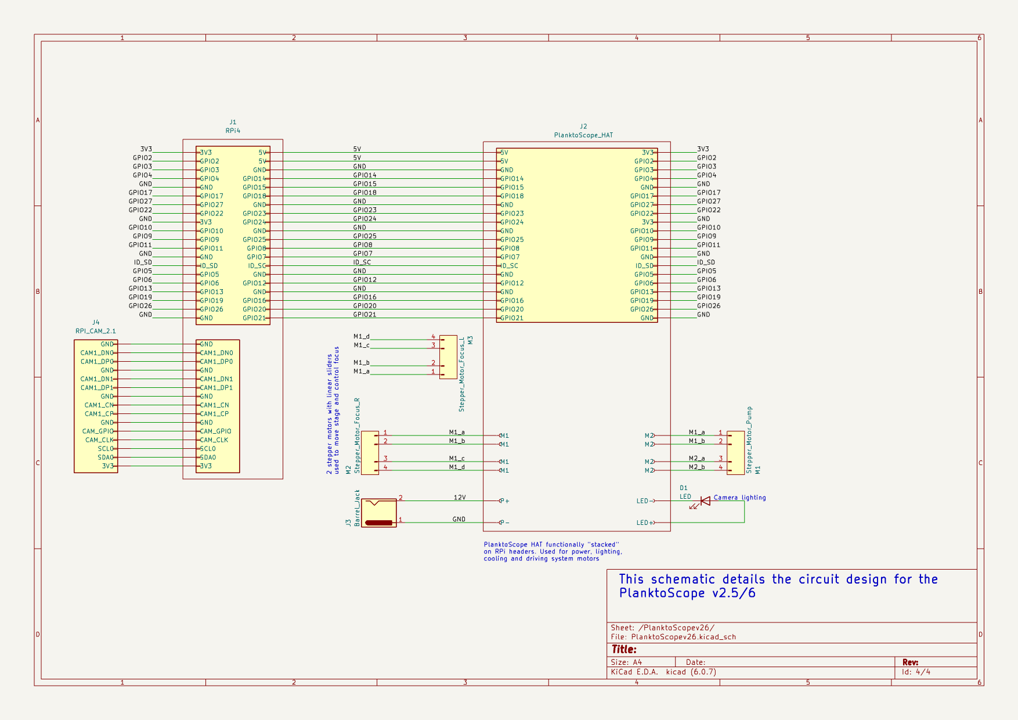 1 2 3 4 5 6
A A
B B
C C
D D
J1
RPi4
J2
PlanktoScope_HAT
3V3 3V3 5V 5V 5V 3V3 3V3
GPIO2 GPIO2 5V 5V 5V GPIO2 GPIO2
GPIO3 GPIO3 GND GND GND GPIO3 GPIO3
GPIO4 GPIO4 GPIO14 GPIO14 GPIO14 GPIO4 GPIO4
GND GND GPIO15 GPIO15 GPIO15 GND GND
GPIO17 GPIO17 GPIO18 GPIO18 GPIO18 GPIO17 GPIO17
GPIO27 GPIO27 GND GND GND GPIO27 GPIO27
GPIO22 GPIO22 GPIO23 GPIO23 GPIO23 GPIO22 GPIO22
GND 3V3 GPIO24 GPIO24 GPIO24 3V3 GND
GPIO10 GPIO10 GND GND GND GPIO10 GPIO10
GPIO9 GPIO9 GPIO25 GPIO25 GPIO25 GPIO9 GPIO9
GPIO11 GPIO11 GPIO8 GPIO8 GPIO8 GPIO11 GPIO11
GND GND GPIO7 GPIO7 GPIO7 GND GND
ID_SD ID_SD ID_SC ID_SC ID_SC ID_SD ID_SD
GPIO5 GPIO5 GND GND GND GPIO5 GPIO5
GPIO6 GPIO6 GPIO12 GPIO12 GPIO12 GPIO6 GPIO6
GPIO13 GPIO13 GND GND GND GPIO13 GPIO13
GPIO19 GPIO19 GPIO16 GPIO16 GPIO16 GPIO19 GPIO19
GPIO26 GPIO26 GPIO20 GPIO20 GPIO20 GPIO26 GPIO26
GND GND GPIO21 GPIO21 GPIO21 GND GND
J4
RPI_CAM_2.1
GND GND
CAM1_DN0 CAM1_DN0
CAM1_DP0 CAM1_DP0
GND GND
CAM1_DN1 CAM1_DN1
CAM1_DP1 CAM1_DP1
GND GND
CAM1_CN CAM1_CN
CAM1_CP CAM1_CP
GND GND
CAM_GPIO CAM_GPIO
CAM_CLK CAM_CLK
SCL0 SCL0
SDA0 SDA0
3V3 3V3
M1_d 4
M1_c 3
M1_b 2
M1_a 1
M3
Stepper_Motor_Focus_L
2 stepper motors with linear sliders
used to move stage and control focus
M2
Stepper_Motor_Focus_R
1 M1_a M1 M2 M1_a 1
2 M1_b M1 M2 M1_b 2
3 M1_c M1 M2 M2_a 3
4 M1_d M1 M2 M2_b 4
Stepper_Motor_Pump
M1
J3
Barrel_Jack
2 12V + LED-
1 GND - LED+
D1
LED
Camera lighting
PlanktoScope HAT functionally "stacked"
on RPi headers. Used for power, lighting,
cooling and driving system motors
This schematic details the circuit design for the
PlanktoScope v2.5/6
Sheet: /PlanktoScopev26/
File: PlanktoScopev26.kicad_sch
Title:
Size: A4 Date: Rev:
KiCad E.D.A. kicad (6.0.7) Id: 4/4
1 2 3 4 5 6